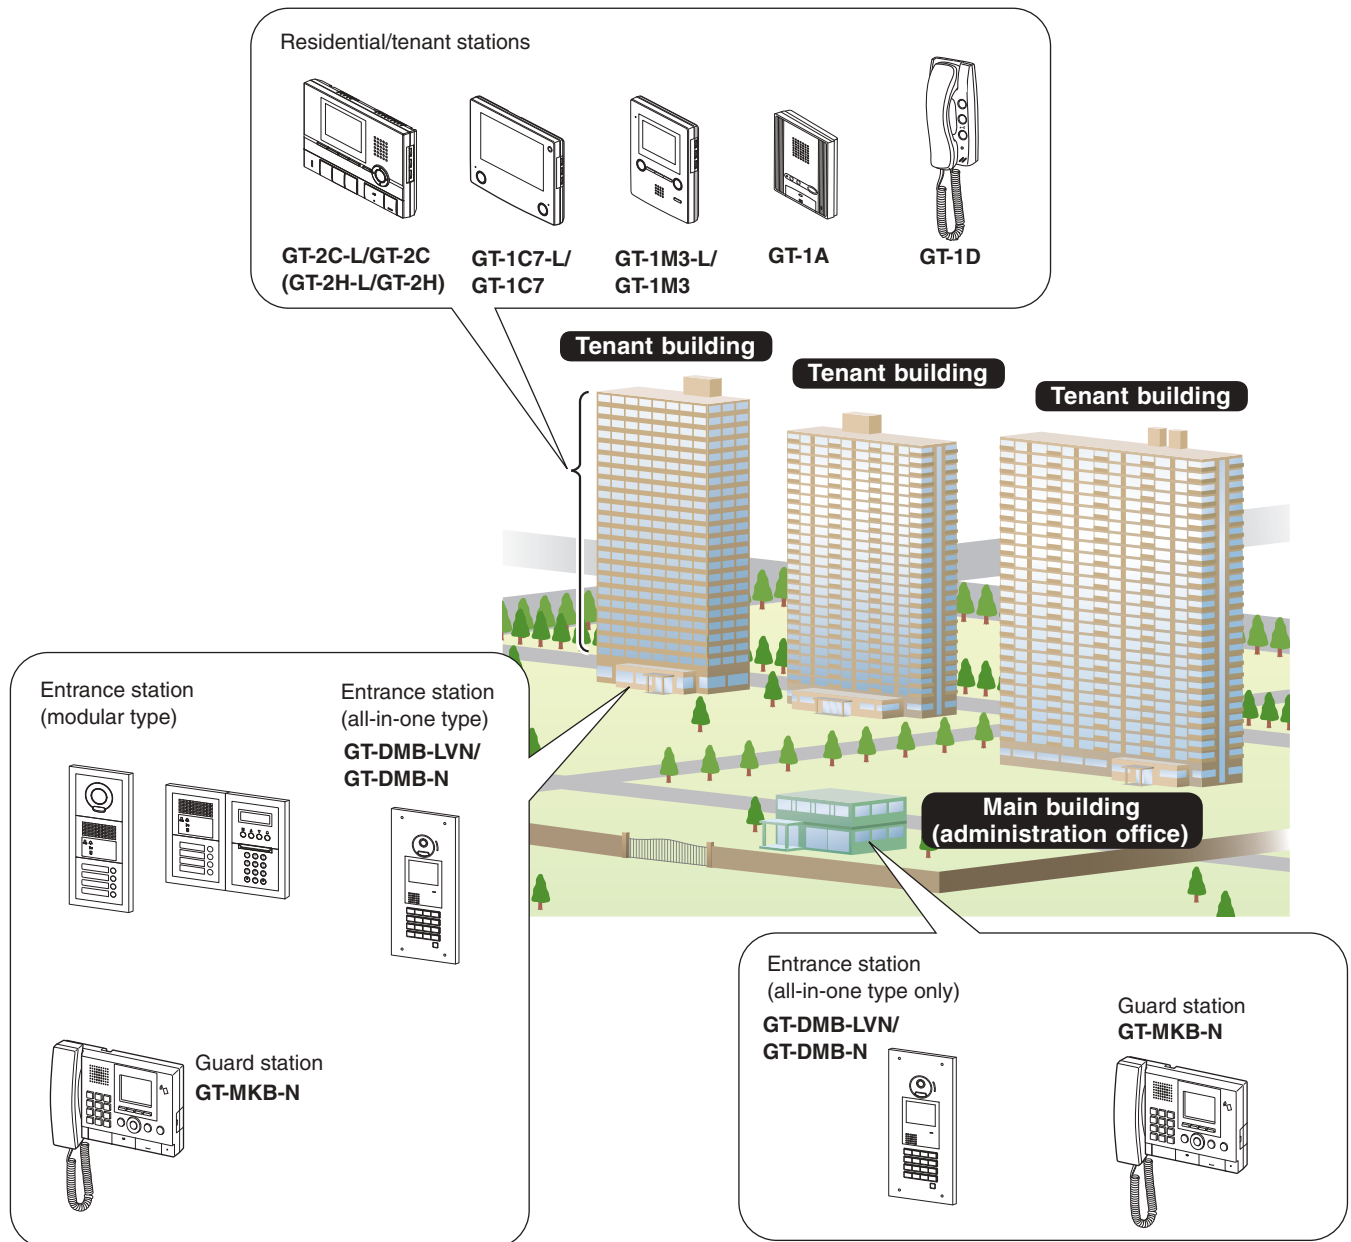 Residential/tenant stations
GT-2C-L/GT-2C
(GT-2H-L/GT-2H)
GT-1C7-L/
GT-1C7
GT-1M3-L/
GT-1M3
GT-1A
GT-1D
Tenant building
Tenant building
Tenant building
Entrance station
(modular type)
Entrance station
(all-in-one type)
GT-DMB-LVN/
GT-DMB-N
Guard station
GT-MKB-N
Main building
(administration office)
Entrance station
(all-in-one type only)
GT-DMB-LVN/
GT-DMB-N
Guard station
GT-MKB-N